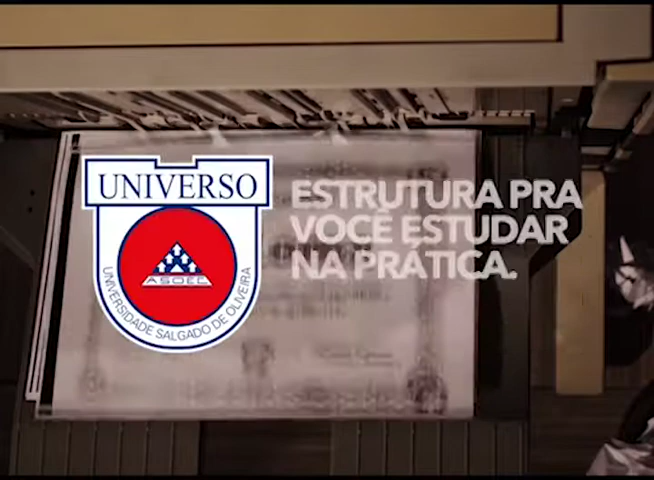 UNIVERSO
ASOEC
UNIVERSIDADE SALGADO DE OLIVEIRA
ESTRUTURA PRA
VOCÊ ESTUDAR
NA PRÁTICA.